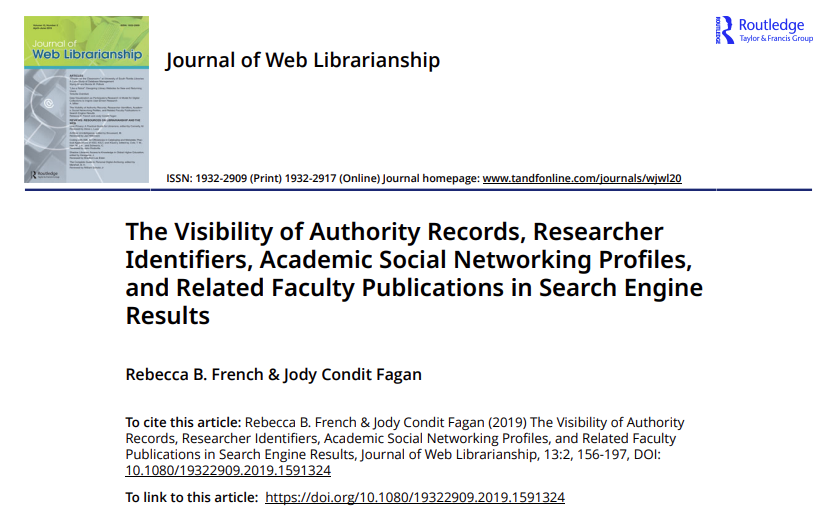 Journal of
Web Librarianship
Routledge
Journal of Web Librarianship
Routledge
Taylor & Francis Group
ROUTLEDGE
ISSN: 1932-2909 (Print) 1932-2917 (Online) Journal homepage: www.tandfonline.com/journals/wjwl20
The Visibility of Authority Records, Researcher
Identifiers, Academic Social Networking Profiles,
and Related Faculty Publications in Search Engine
Results
Rebecca B. French & Jody Condit Fagan
To cite this article: Rebecca B. French & Jody Condit Fagan (2019) The Visibility of Authority
Records, Researcher Identifiers, Academic Social Networking Profiles, and Related Faculty
Publications in Search Engine Results, Journal of Web Librarianship, 13:2, 156-197, DOI:
10.1080/19322909.2019.1591324
To link to this article: https://doi.org/10.1080/19322909.2019.1591324